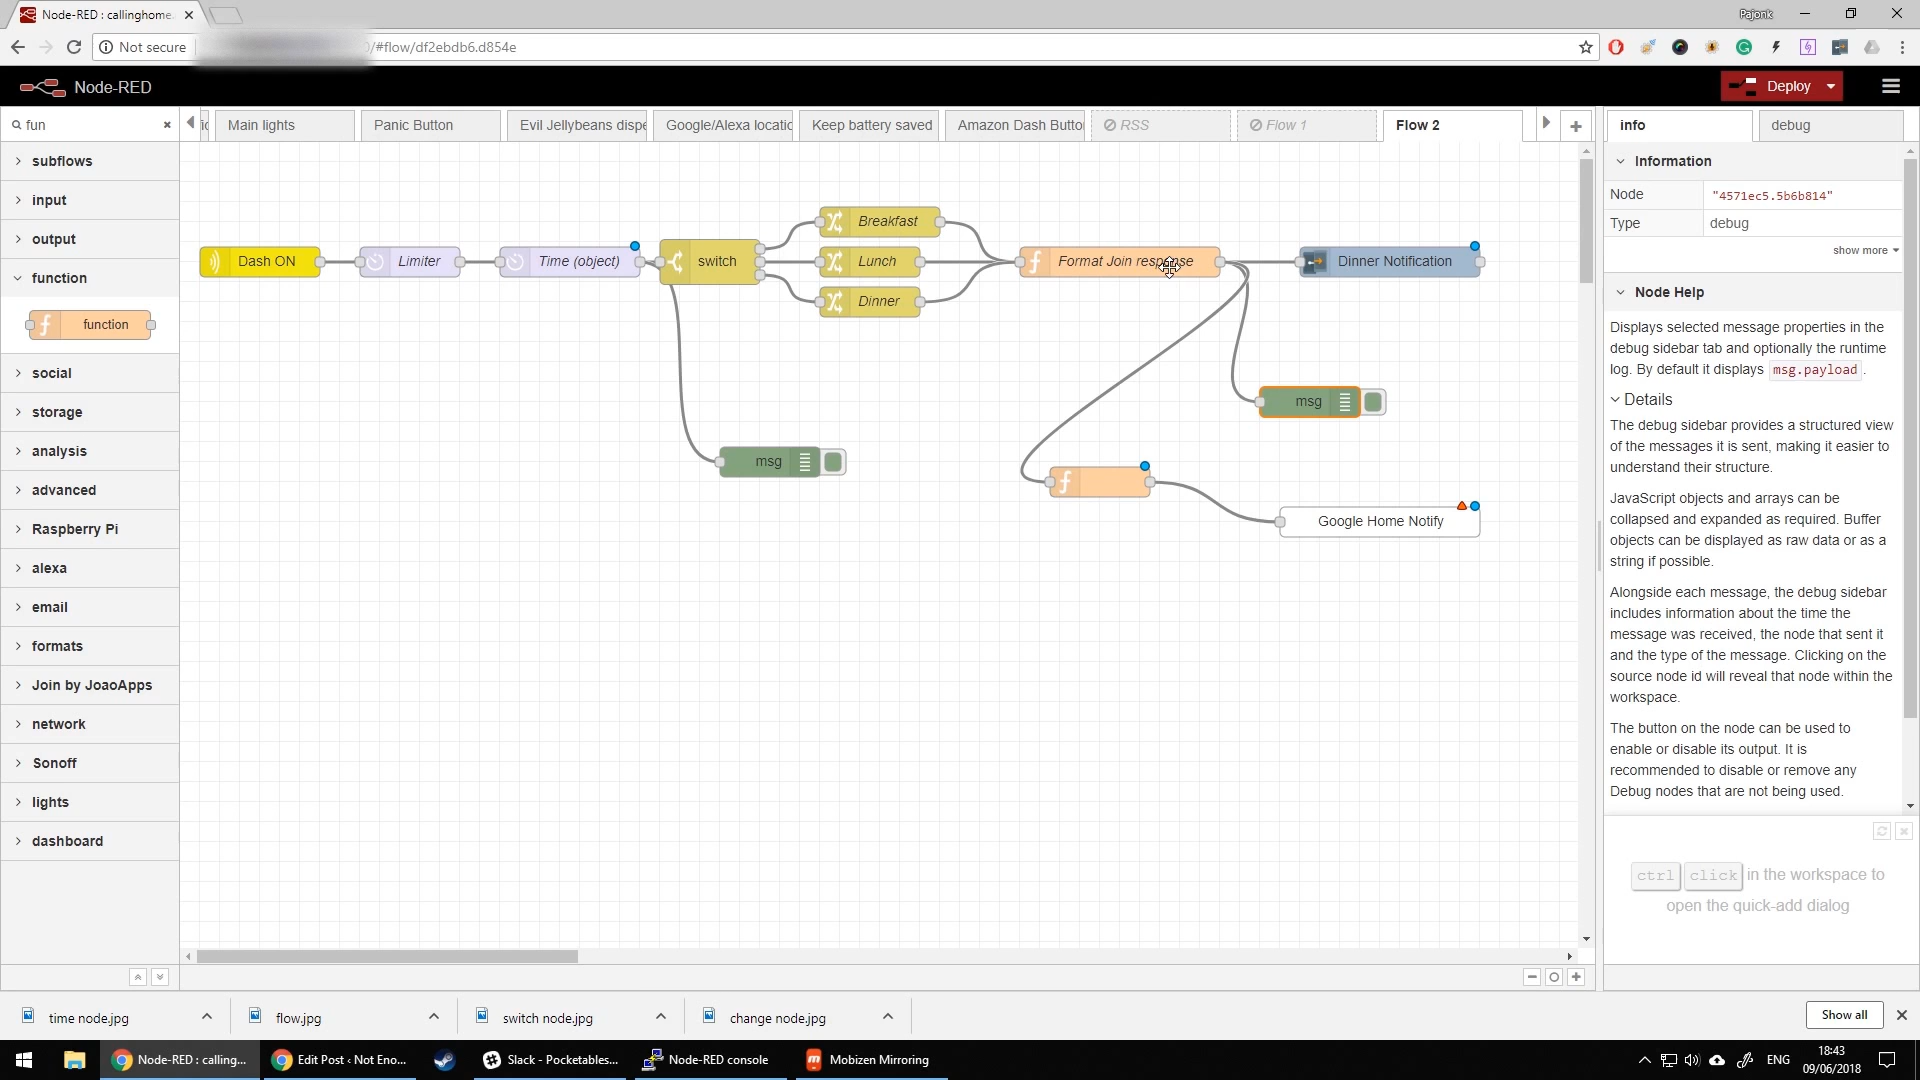 Node-RED : callinghome
Pajonk
Not secure
/#flow/df2ebdb6.d854e
Node-RED
Deploy
fun
Main lights
Panic Button
Evil Jellybeans dispe
Google/Alexa locatic
Keep battery saved
Amazon Dash Butto
RSS
Flow 1
Flow 2
info
debug
subflows
input
output
function
function
social
storage
analysis
advanced
Raspberry Pi
alexa
email
formats
Join by JoaoApps
network
Sonoff
lights
dashboard
Dash ON
Limiter
Time (object)
switch
Breakfast
Lunch
Dinner
Format Join response
Dinner Notification
msg
msg
Google Home Notify
Information
Node "4571ec5.5b6b814"
Type debug
show more
Node Help
Displays selected message properties in the
debug sidebar tab and optionally the runtime
log. By default it displays msg.payload .
Details
The debug sidebar provides a structured view
of the messages it is sent, making it easier to
understand their structure.
JavaScript objects and arrays can be
collapsed and expanded as required. Buffer
objects can be displayed as raw data or as a
string if possible.
Alongside each message, the debug sidebar
includes information about the time the
message was received, the node that sent it
and the type of the message. Clicking on the
source node id will reveal that node within the
workspace.
The button on the node can be used to
enable or disable its output. It is
recommended to disable or remove any
Debug nodes that are not being used.
ctrl click in the workspace to
open the quick-add dialog
time node.jpg
flow.jpg
switch node.jpg
change node.jpg
Show all
Node-RED : calling...
Edit Post ‹ Not Eno...
Slack - Pocketables...
Node-RED console
Mobizen Mirroring
ENG
18:43
09/06/2018